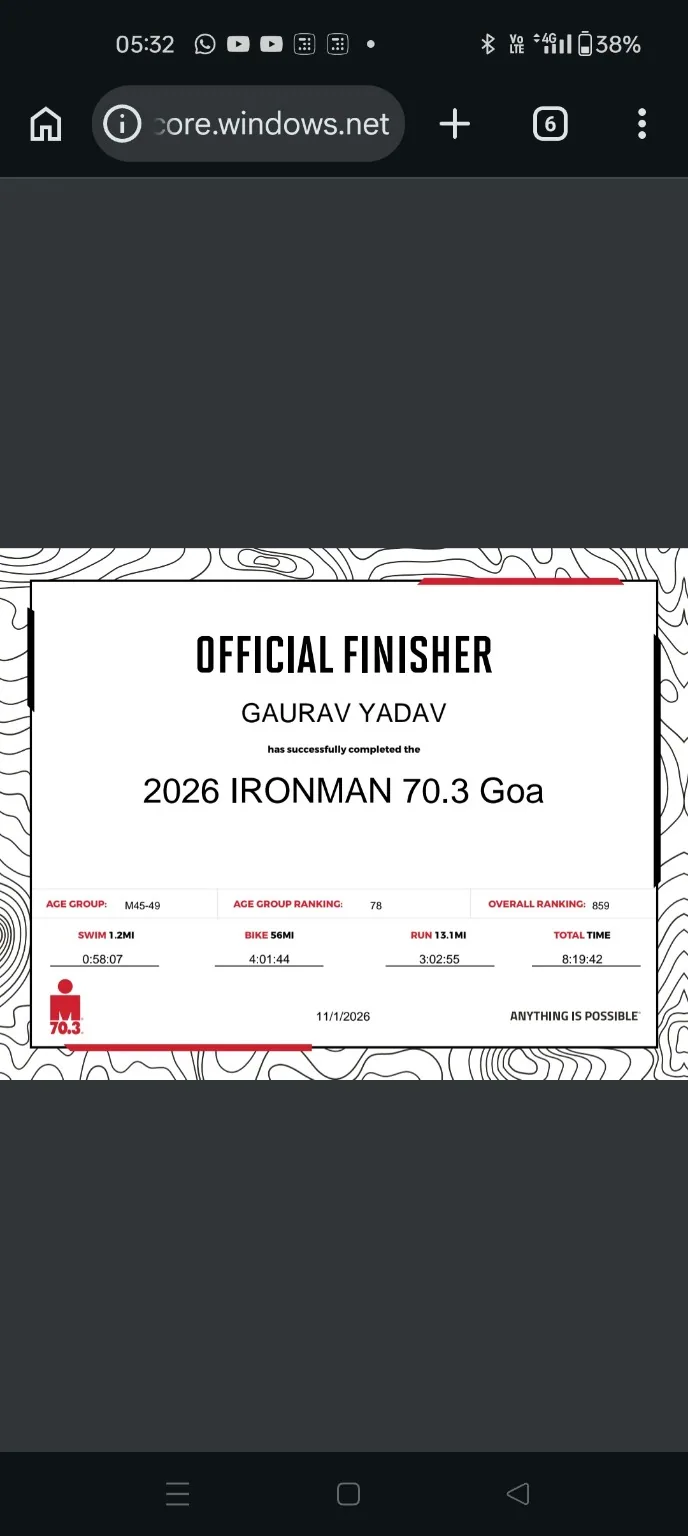 05:32 Vo LTE 4G 38%
core.windows.net 6
OFFICIAL FINISHER
GAURAV YADAV
has successfully completed the
2026 IRONMAN 70.3 Goa
AGE GROUP: M45-49 AGE GROUP RANKING: 78 OVERALL RANKING: 859
SWIM 1.2MI BIKE 56MI RUN 13.1MI TOTAL TIME
0:58:07 4:01:44 3:02:55 8:19:42
70.3 11/1/2026 ANYTHING IS POSSIBLE